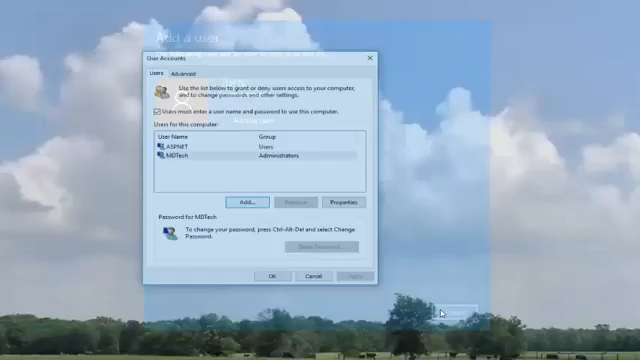 Add a user
User Accounts
Users Advanced
Use the list below to grant or deny users access to your computer,
and to change passwords and other settings.
Users must enter a user name and password to use this computer.
Users for this computer:
User Name Group
ASPNET Users
MDTech Administrators
Add... Remove Properties
Password for MDTech
To change your password, press Ctrl-Alt-Del and select Change
Password.
Reset Password...
OK Cancel Apply